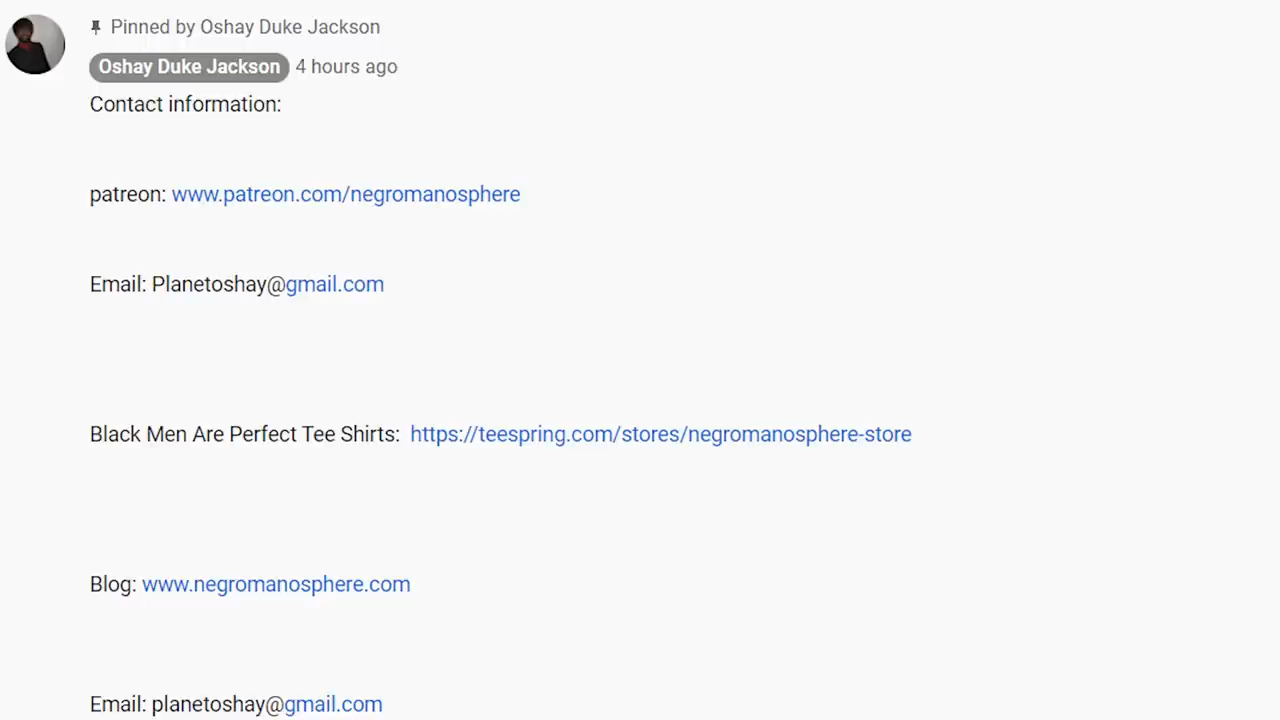 Pinned by Oshay Duke Jackson
Oshay Duke Jackson 4 hours ago
Contact information:
patreon: www.patreon.com/negromanosphere
Email: Planetoshay@gmail.com
Black Men Are Perfect Tee Shirts: https://teespring.com/stores/negromanosphere-store
Blog: www.negromanosphere.com
Email: planetoshay@gmail.com